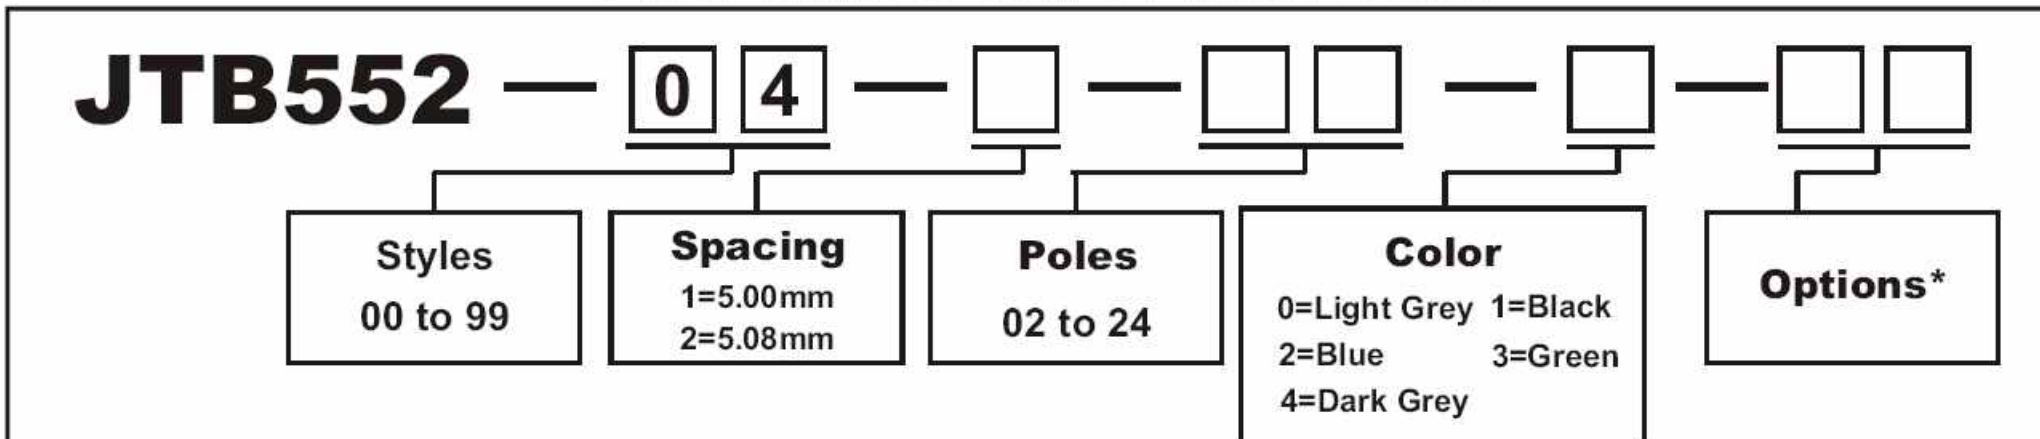 JTB552 — 0 4 — — — —
Styles
00 to 99
Spacing
1=5.00mm
2=5.08mm
Poles
02 to 24
Color
0=Light Grey 1=Black
2=Blue 3=Green
4=Dark Grey
Options*